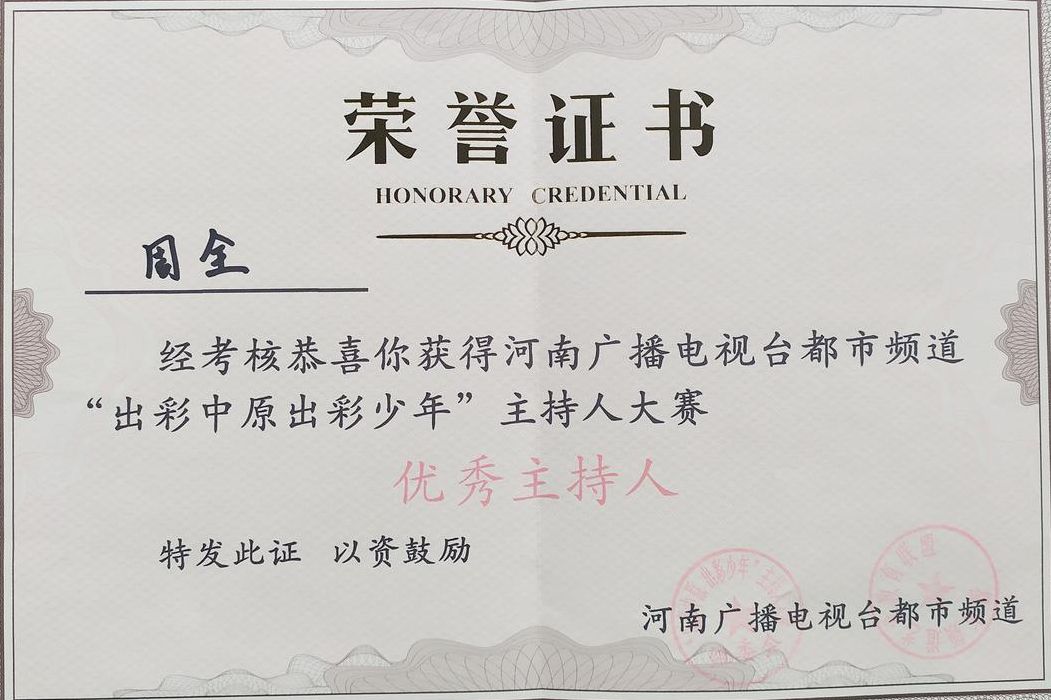 荣誉证书
HONORARY CREDENTIAL
周全
经考核恭喜你获得河南广播电视台都市频道
“出彩中原出彩少年”主持人大赛
优秀主持人
特发此证 以资鼓励
河南广播电视台都市频道